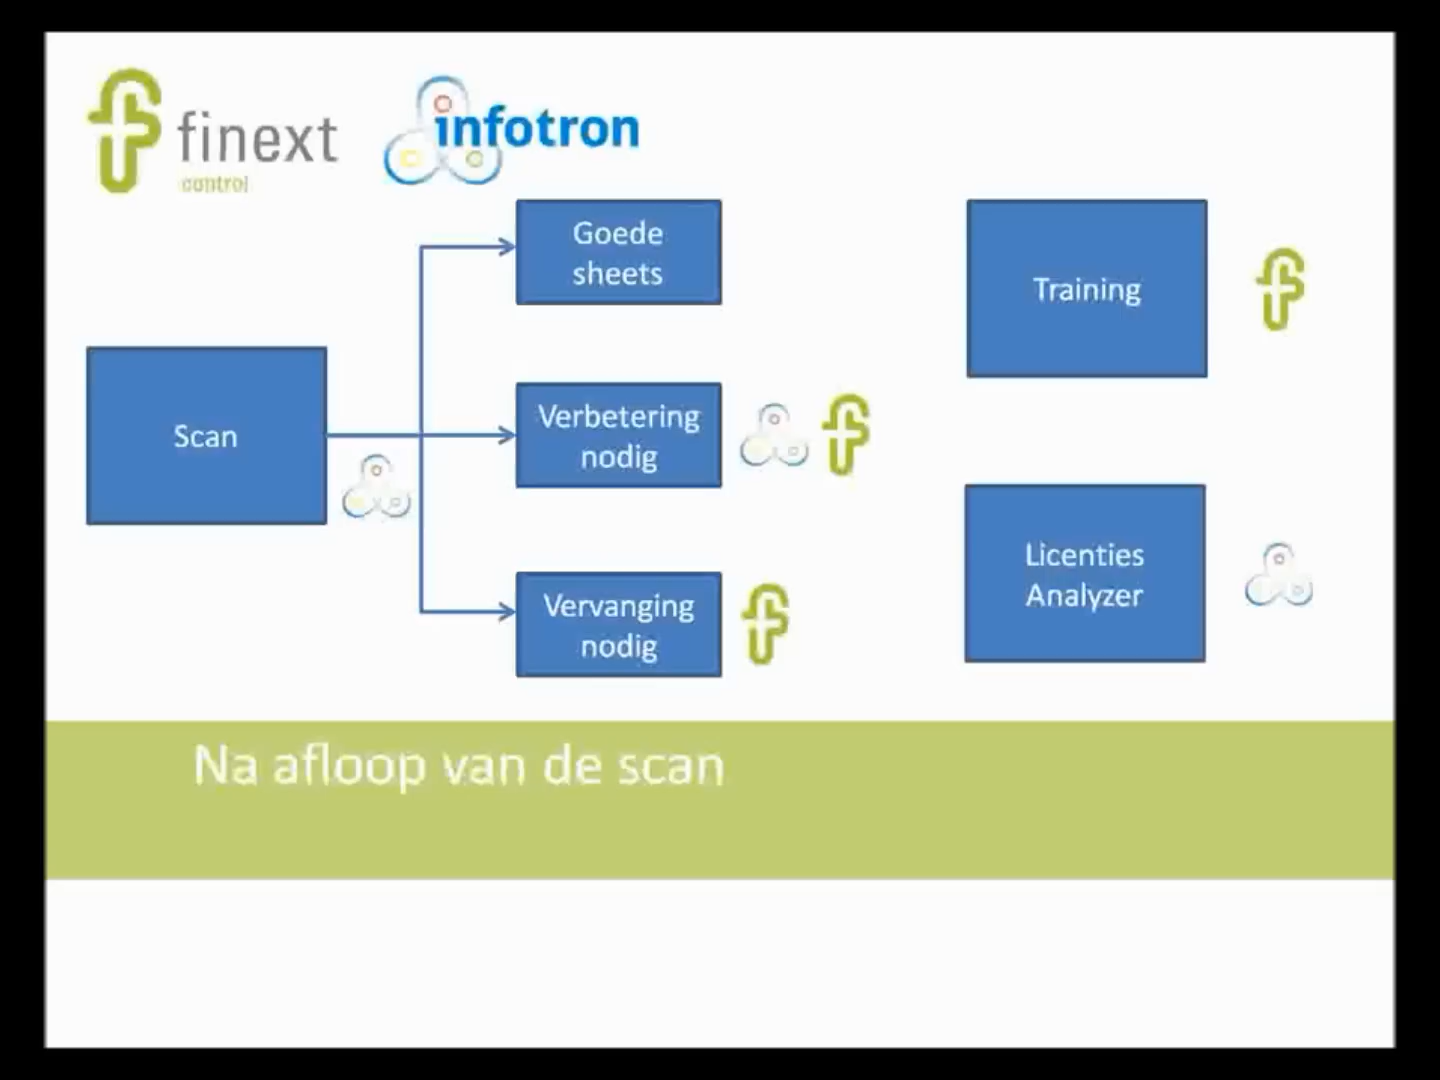 finext
control
infotron
Goede
sheets
Training
Scan
Verbetering
nodig
Licenties
Analyzer
Vervanging
nodig
Na afloop van de scan